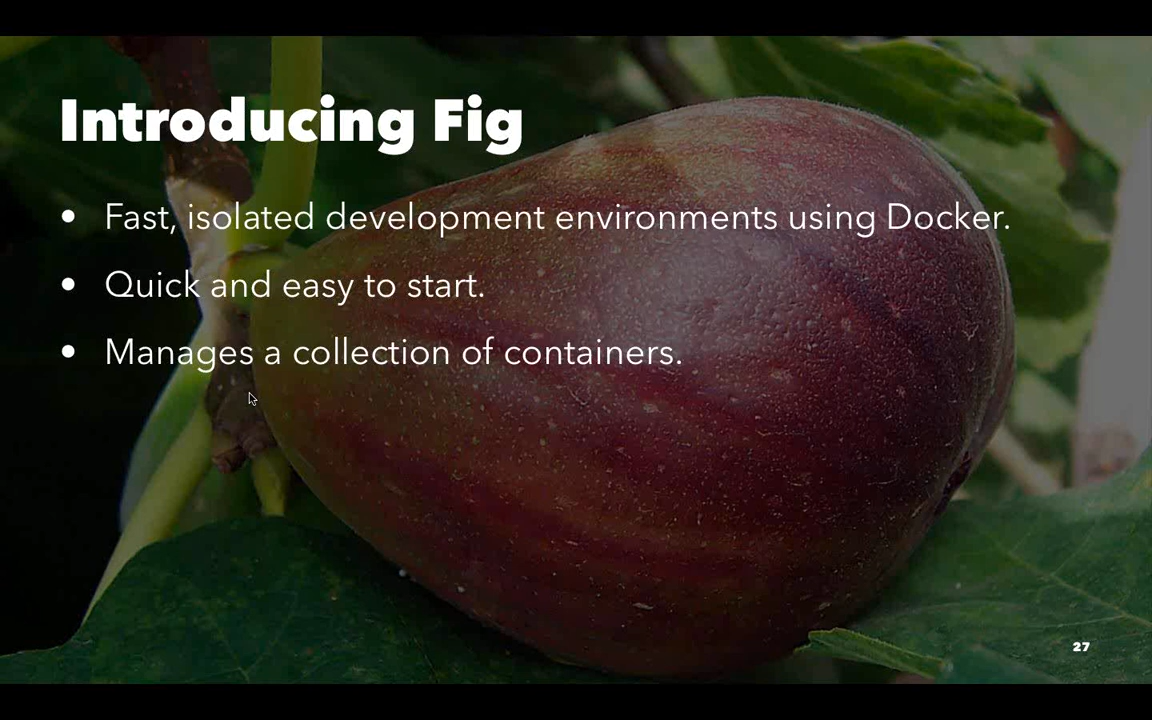 Introducing Fig
• Fast, isolated development environments using Docker.
• Quick and easy to start.
• Manages a collection of containers.
27